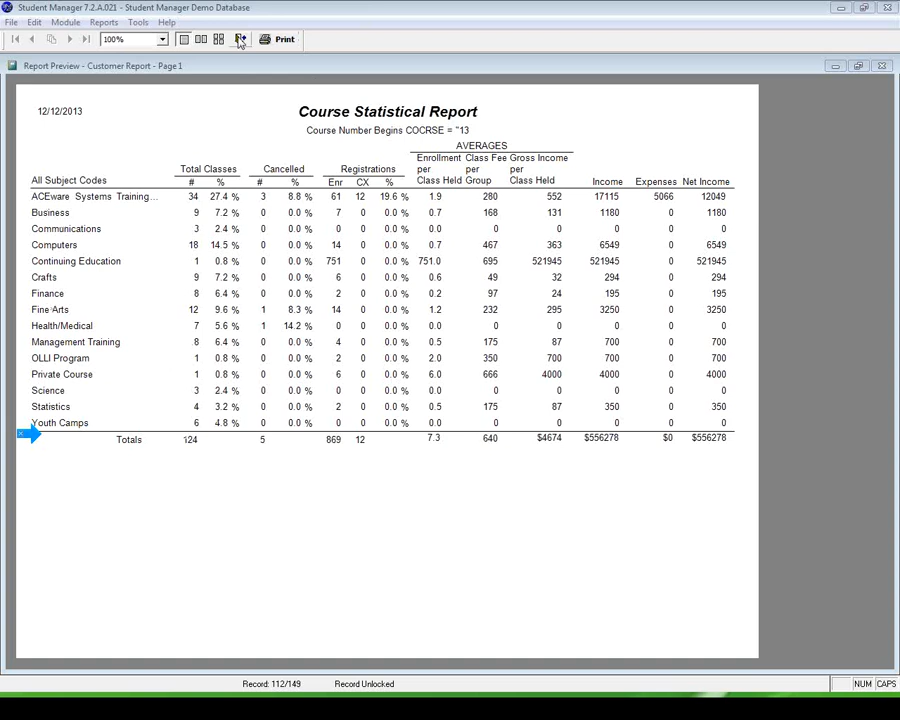 Student Manager 7.2.A.021 - Student Manager Demo Database
File Edit Module Reports Tools Help
100% Print
Report Preview - Customer Report - Page 1
12/12/2013 Course Statistical Report
Course Number Begins COCRSE = "13
AVERAGES
Total Classes Cancelled Registrations Enrollment per Class Held Class Fee per Group Gross Income per Class Held
All Subject Codes # % # % Enr CX % Income Expenses Net Income
ACEware Systems Training... 34 27.4 % 3 8.8 % 61 12 19.6 % 1.9 280 552 17115 5066 12049
Business 9 7.2 % 0 0.0 % 7 0 0.0 % 0.7 168 131 1180 0 1180
Communications 3 2.4 % 0 0.0 % 0 0 0.0 % 0.0 0 0 0 0 0
Computers 18 14.5 % 0 0.0 % 14 0 0.0 % 0.7 467 363 6549 0 6549
Continuing Education 1 0.8 % 0 0.0 % 751 0 0.0 % 751.0 695 521945 521945 0 521945
Crafts 9 7.2 % 0 0.0 % 6 0 0.0 % 0.6 49 32 294 0 294
Finance 8 6.4 % 0 0.0 % 2 0 0.0 % 0.2 97 24 195 0 195
Fine Arts 12 9.6 % 1 8.3 % 14 0 0.0 % 1.2 232 295 3250 0 3250
Health/Medical 7 5.6 % 1 14.2 % 0 0 0.0 % 0.0 0 0 0 0 0
Management Training 8 6.4 % 0 0.0 % 4 0 0.0 % 0.5 175 87 700 0 700
OLLI Program 1 0.8 % 0 0.0 % 2 0 0.0 % 2.0 350 700 700 0 700
Private Course 1 0.8 % 0 0.0 % 6 0 0.0 % 6.0 666 4000 4000 0 4000
Science 3 2.4 % 0 0.0 % 0 0 0.0 % 0.0 0 0 0 0 0
Statistics 4 3.2 % 0 0.0 % 2 0 0.0 % 0.5 175 87 350 0 350
Youth Camps 6 4.8 % 0 0.0 % 0 0 0.0 % 0.0 0 0 0 0 0
Totals 124 5 869 12 7.3 640 $4674 $556278 $0 $556278
Record: 112/149 Record Unlocked NUM CAPS